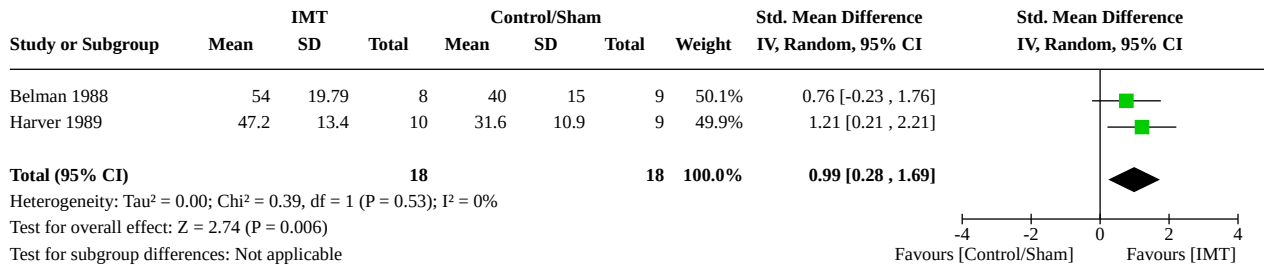 IMT Control/Sham Std. Mean Difference Std. Mean Difference
Study or Subgroup Mean SD Total Mean SD Total Weight IV, Random, 95% CI IV, Random, 95% CI
Belman 1988 54 19.79 8 40 15 9 50.1% 0.76 [-0.23 , 1.76]
Harver 1989 47.2 13.4 10 31.6 10.9 9 49.9% 1.21 [0.21 , 2.21]
Total (95% CI) 18 18 100.0% 0.99 [0.28 , 1.69]
Heterogeneity: Tau² = 0.00; Chi² = 0.39, df = 1 (P = 0.53); I² = 0%
Test for overall effect: Z = 2.74 (P = 0.006)
Test for subgroup differences: Not applicable
-4 -2 0 2 4
Favours [Control/Sham] Favours [IMT]